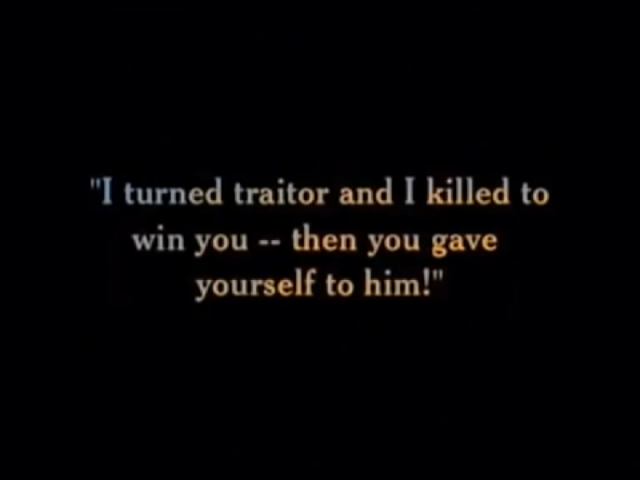 "I turned traitor and I killed to
win you -- then you gave
yourself to him!"